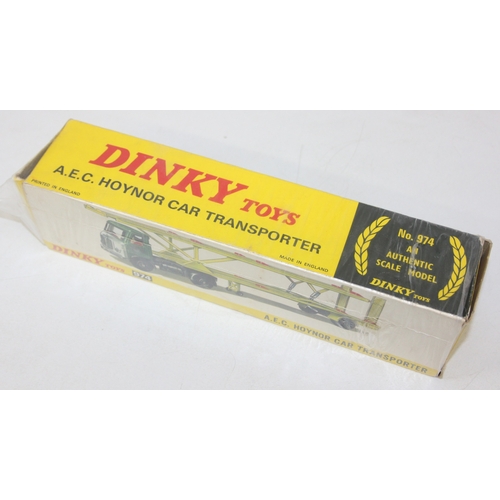 DINKY TOYS
A.E.C. HOYNOR CAR TRANSPORTER
PRINTED IN ENGLAND
MADE IN ENGLAND
No. 974
AN
AUTHENTIC
SCALE MODEL
DINKY TOYS
DINKY TOYS 974
A.E.C. HOYNOR CAR TRANSPORTER